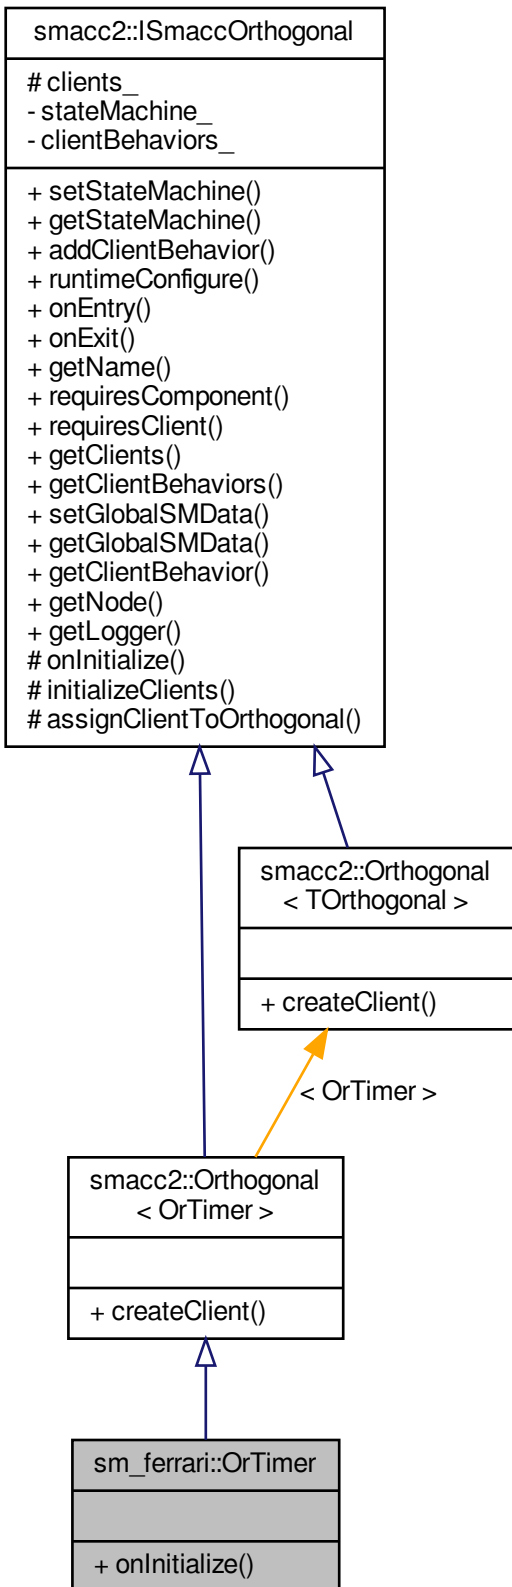 smacc2::ISmaccOrthogonal
# clients_
- stateMachine_
- clientBehaviors_
+ setStateMachine()
+ getStateMachine()
+ addClientBehavior()
+ runtimeConfigure()
+ onEntry()
+ onExit()
+ getName()
+ requiresComponent()
+ requiresClient()
+ getClients()
+ getClientBehaviors()
+ setGlobalSMData()
+ getGlobalSMData()
+ getClientBehavior()
+ getNode()
+ getLogger()
# onInitialize()
# initializeClients()
# assignClientToOrthogonal()
smacc2::Orthogonal
< TOrthogonal >
+ createClient()
< OrTimer >
smacc2::Orthogonal
< OrTimer >
+ createClient()
sm_ferrari::OrTimer
+ onInitialize()